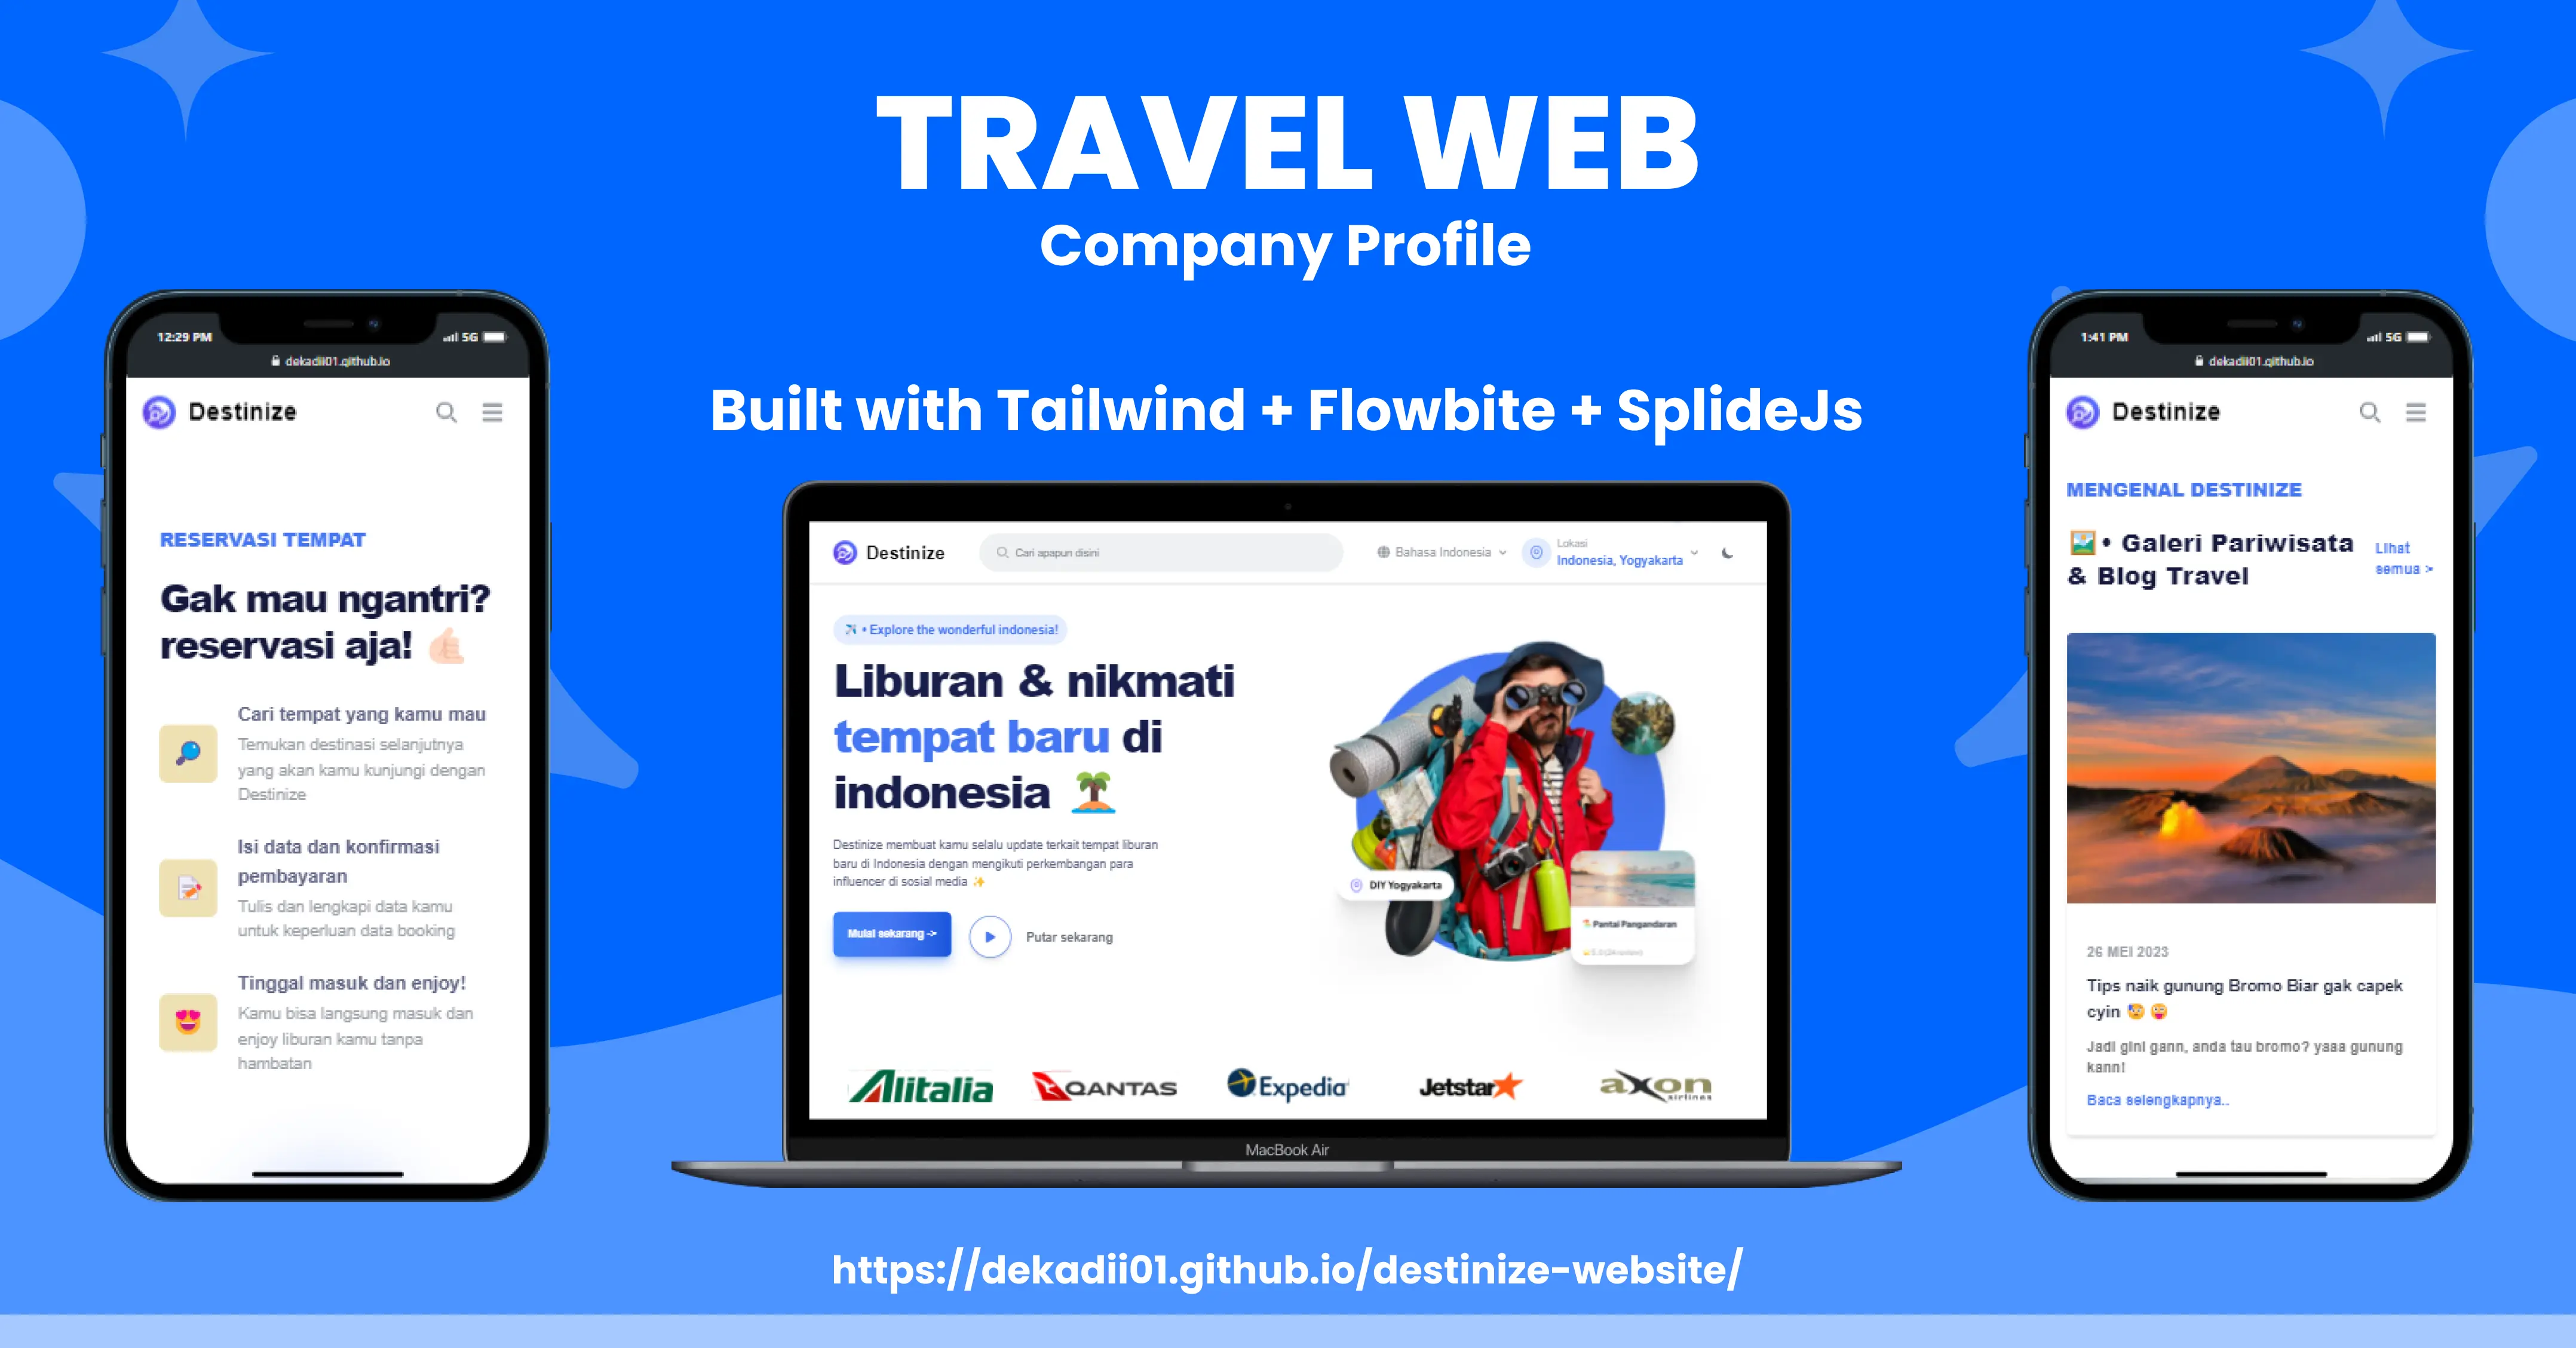 TRAVEL WEB
Company Profile
Built with Tailwind + Flowbite + SplideJs
12:29 PM
5G
dekadii01.github.io
Destinize
RESERVASI TEMPAT
Gak mau ngantri?
reservasi aja! 🤙🏻
Cari tempat yang kamu mau
Temukan destinasi selanjutnya
yang akan kamu kunjungi dengan
Destinize
Isi data dan konfirmasi
pembayaran
Tulis dan lengkapi data kamu
untuk keperluan data booking
Tinggal masuk dan enjoy!
Kamu bisa langsung masuk dan
enjoy liburan kamu tanpa
hambatan
Destinize
Cari apapun disini
Bahasa Indonesia
Lokasi
Indonesia, Yogyakarta
✈️ • Explore the wonderful indonesia!
Liburan & nikmati
tempat baru di
indonesia 🏝️
Destinize membuat kamu selalu update terkait tempat liburan
baru di Indonesia dengan mengikuti perkembangan para
influencer di sosial media ✨
Mulai sekarang ->
Putar sekarang
DIY Yogyakarta
Pantai Pangandaran
Alitalia
QANTAS
Expedia
Jetstar
axon
airlines
MacBook Air
1:41 PM
5G
dekadii01.github.io
Destinize
MENGENAL DESTINIZE
🖼️ • Galeri Pariwisata
& Blog Travel
Lihat
semua >
26 MEI 2023
Tips naik gunung Bromo Biar gak capek
cyin 😰 😜
Jadi gini gann, anda tau bromo? yaaa gunung
kann!
Baca selengkapnya..
https://dekadii01.github.io/destinize-website/